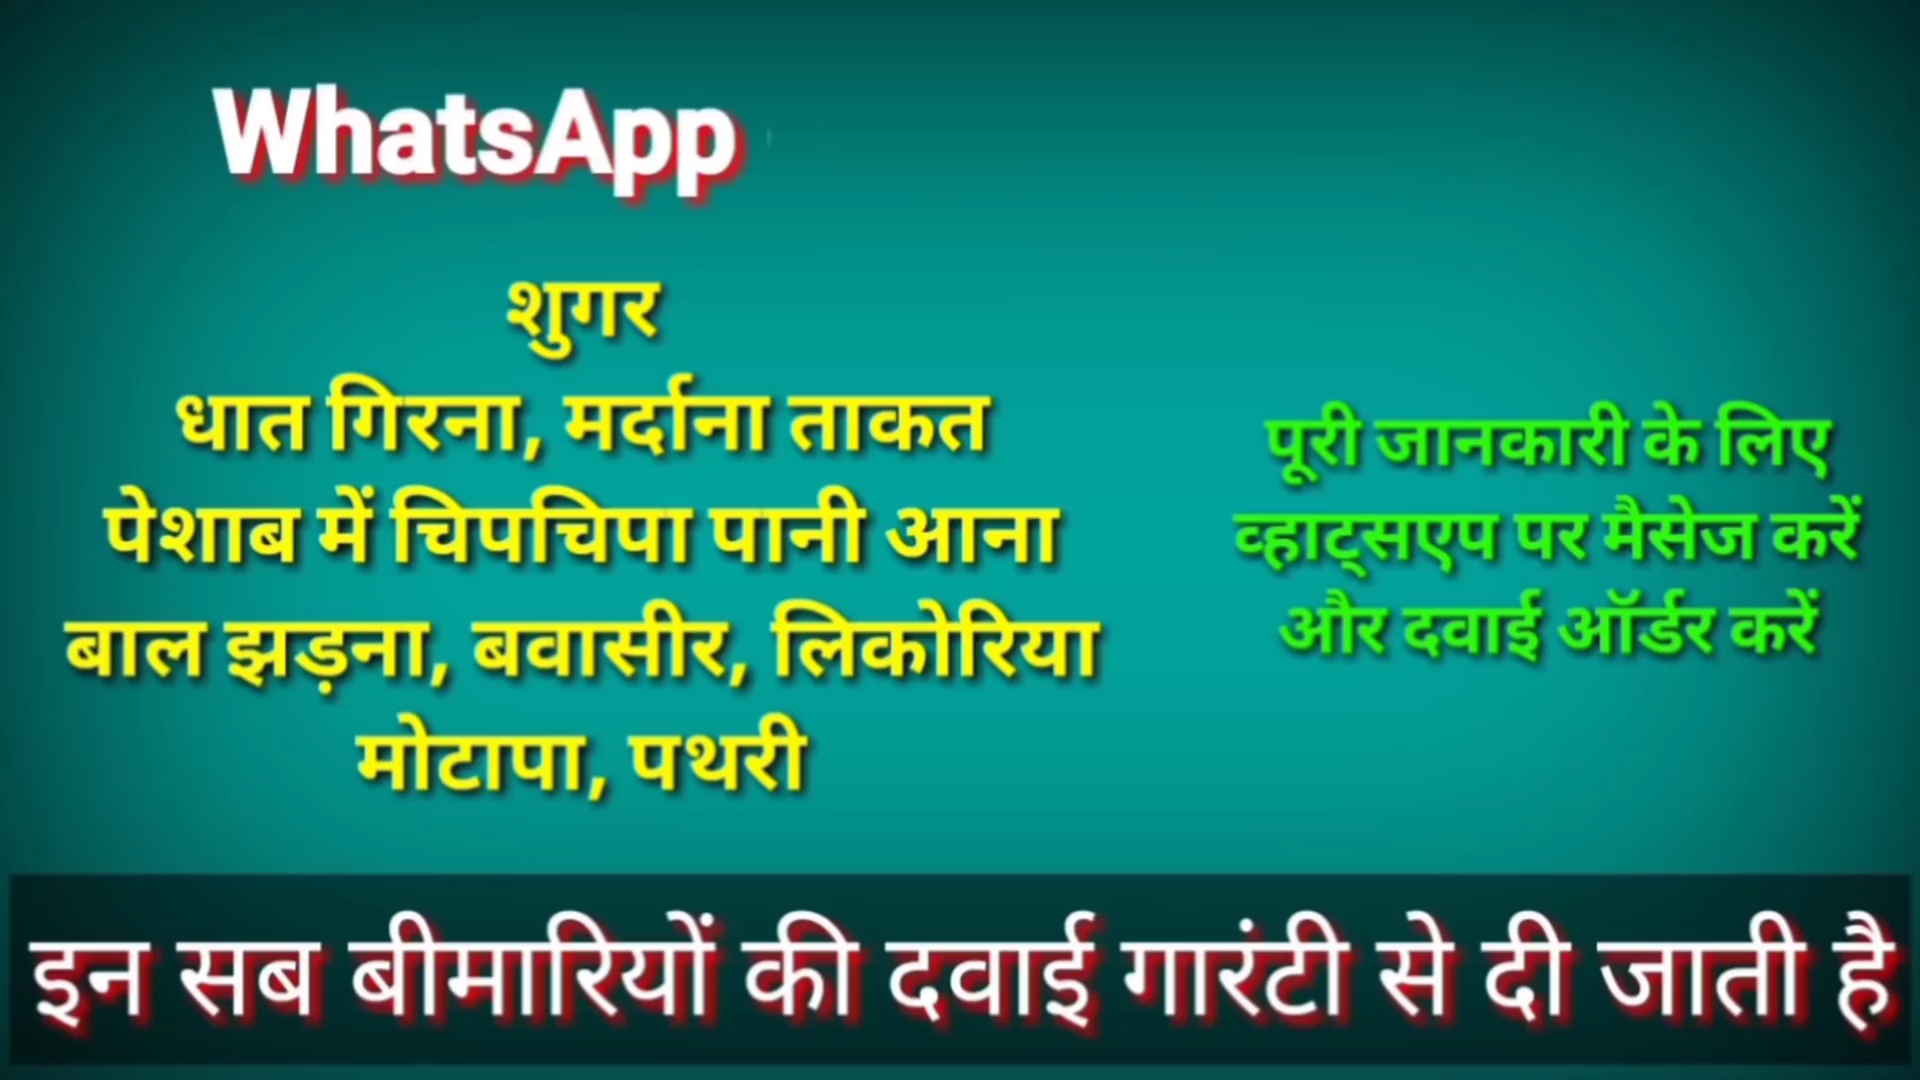 WhatsApp
शुगर
धात गिरना, मर्दाना ताकत
पेशाब में चिपचिपा पानी आना
बाल झड़ना, बवासीर, लिकोरिया
मोटापा, पथरी
पूरी जानकारी के लिए
व्हाट्सएप पर मैसेज करें
और दवाई ऑर्डर करें
इन सब बीमारियों की दवाई गारंटी से दी जाती है